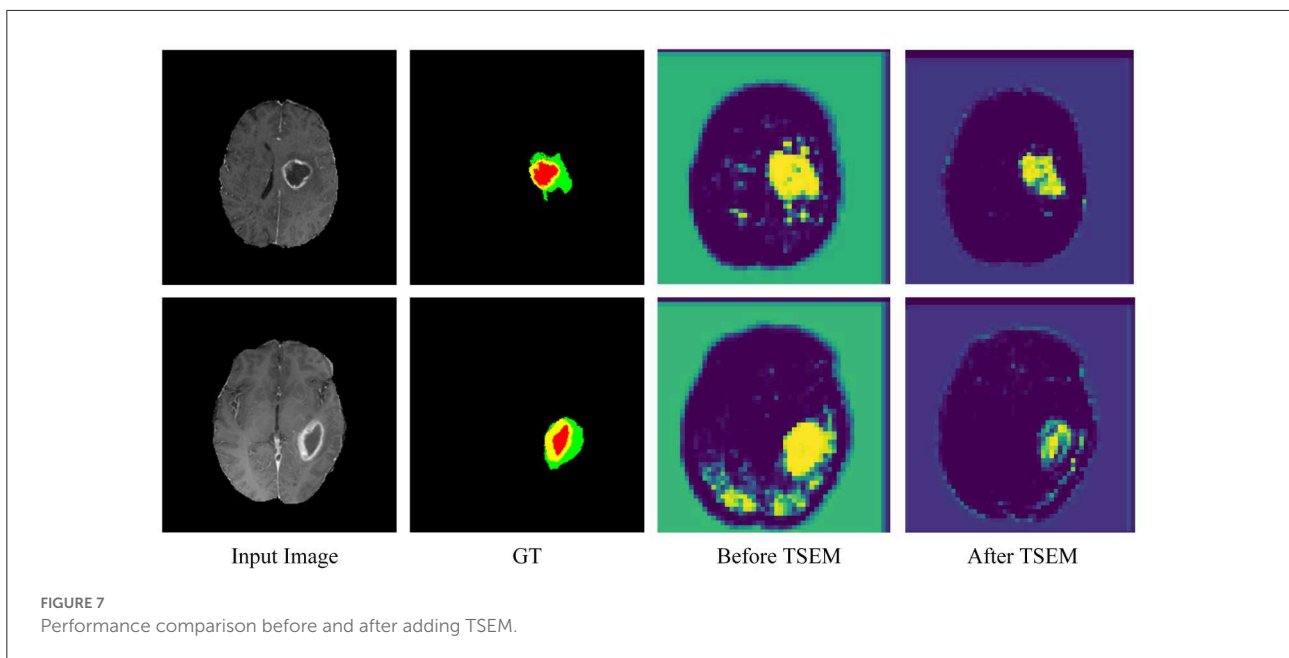 Input Image
GT
Before TSEM
After TSEM
FIGURE 7
Performance comparison before and after adding TSEM.